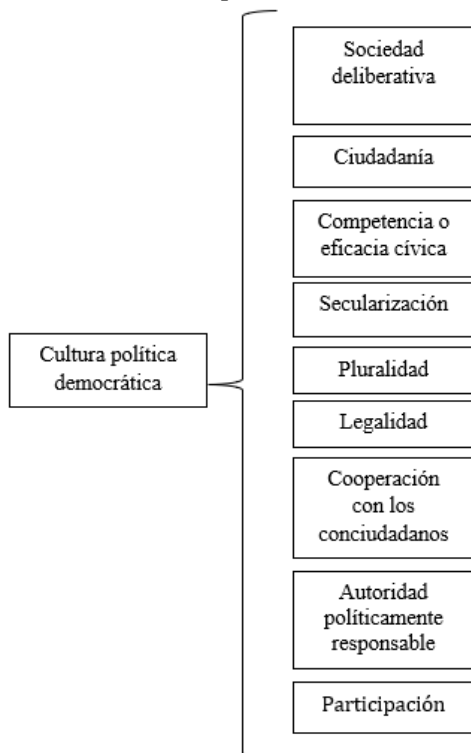 Cultura política
democrática
Sociedad
deliberativa
Ciudadanía
Competencia o
eficacia cívica
Secularización
Pluralidad
Legalidad
Cooperación
con los
conciudadanos
Autoridad
políticamente
responsable
Participación